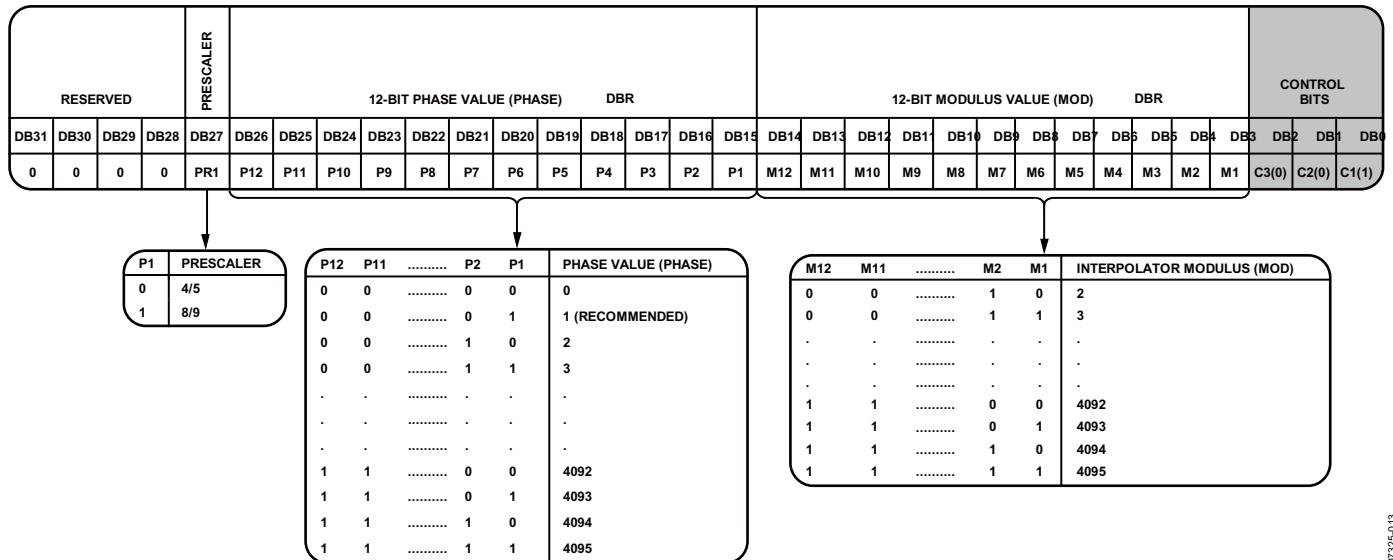 RESERVED PRESCALER 12-BIT PHASE VALUE (PHASE) DBR 12-BIT MODULUS VALUE (MOD) DBR CONTROL BITS
DB31 DB30 DB29 DB28 DB27 DB26 DB25 DB24 DB23 DB22 DB21 DB20 DB19 DB18 DB17 DB16 DB15 DB14 DB13 DB12 DB11 DB10 DB9 DB8 DB7 DB6 DB5 DB4 DB3 DB2 DB1 DB0
0 0 0 0 PR1 P12 P11 P10 P9 P8 P7 P6 P5 P4 P3 P2 P1 M12 M11 M10 M9 M8 M7 M6 M5 M4 M3 M2 M1 C3(0) C2(0) C1(1)
P1 PRESCALER
0 4/5
1 8/9
P12 P11 .......... P2 P1 PHASE VALUE (PHASE)
0 0 .......... 0 0 0
0 0 .......... 0 1 1 (RECOMMENDED)
0 0 .......... 1 0 2
0 0 .......... 1 1 3
. . .......... . . .
. . .......... . . .
. . .......... . . .
1 1 .......... 0 0 4092
1 1 .......... 0 1 4093
1 1 .......... 1 0 4094
1 1 .......... 1 1 4095
M12 M11 .......... M2 M1 INTERPOLATOR MODULUS (MOD)
0 0 .......... 1 0 2
0 0 .......... 1 1 3
. . .......... . . .
. . .......... . . .
. . .......... . . .
1 1 .......... 0 0 4092
1 1 .......... 0 1 4093
1 1 .......... 1 0 4094
1 1 .......... 1 1 4095